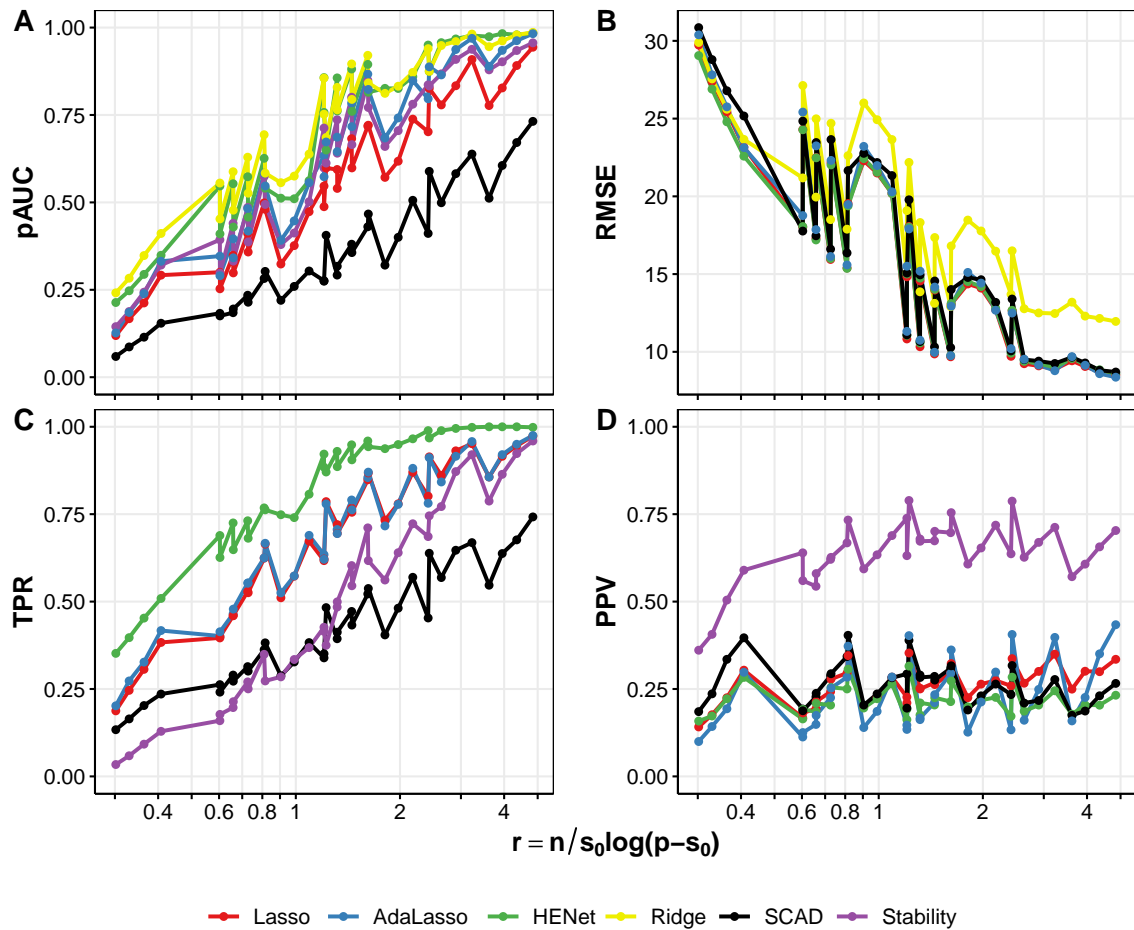 A
B
pAUC
1.00
0.75
0.50
0.25
0.00
RMSE
30
25
20
15
10
C
D
TPR
1.00
0.75
0.50
0.25
0.00
PPV
1.00
0.75
0.50
0.25
0.00
0.4 0.6 0.8 1 2 4
0.4 0.6 0.8 1 2 4
r = n/s₀log(p−s₀)
Lasso AdaLasso HENet Ridge SCAD Stability